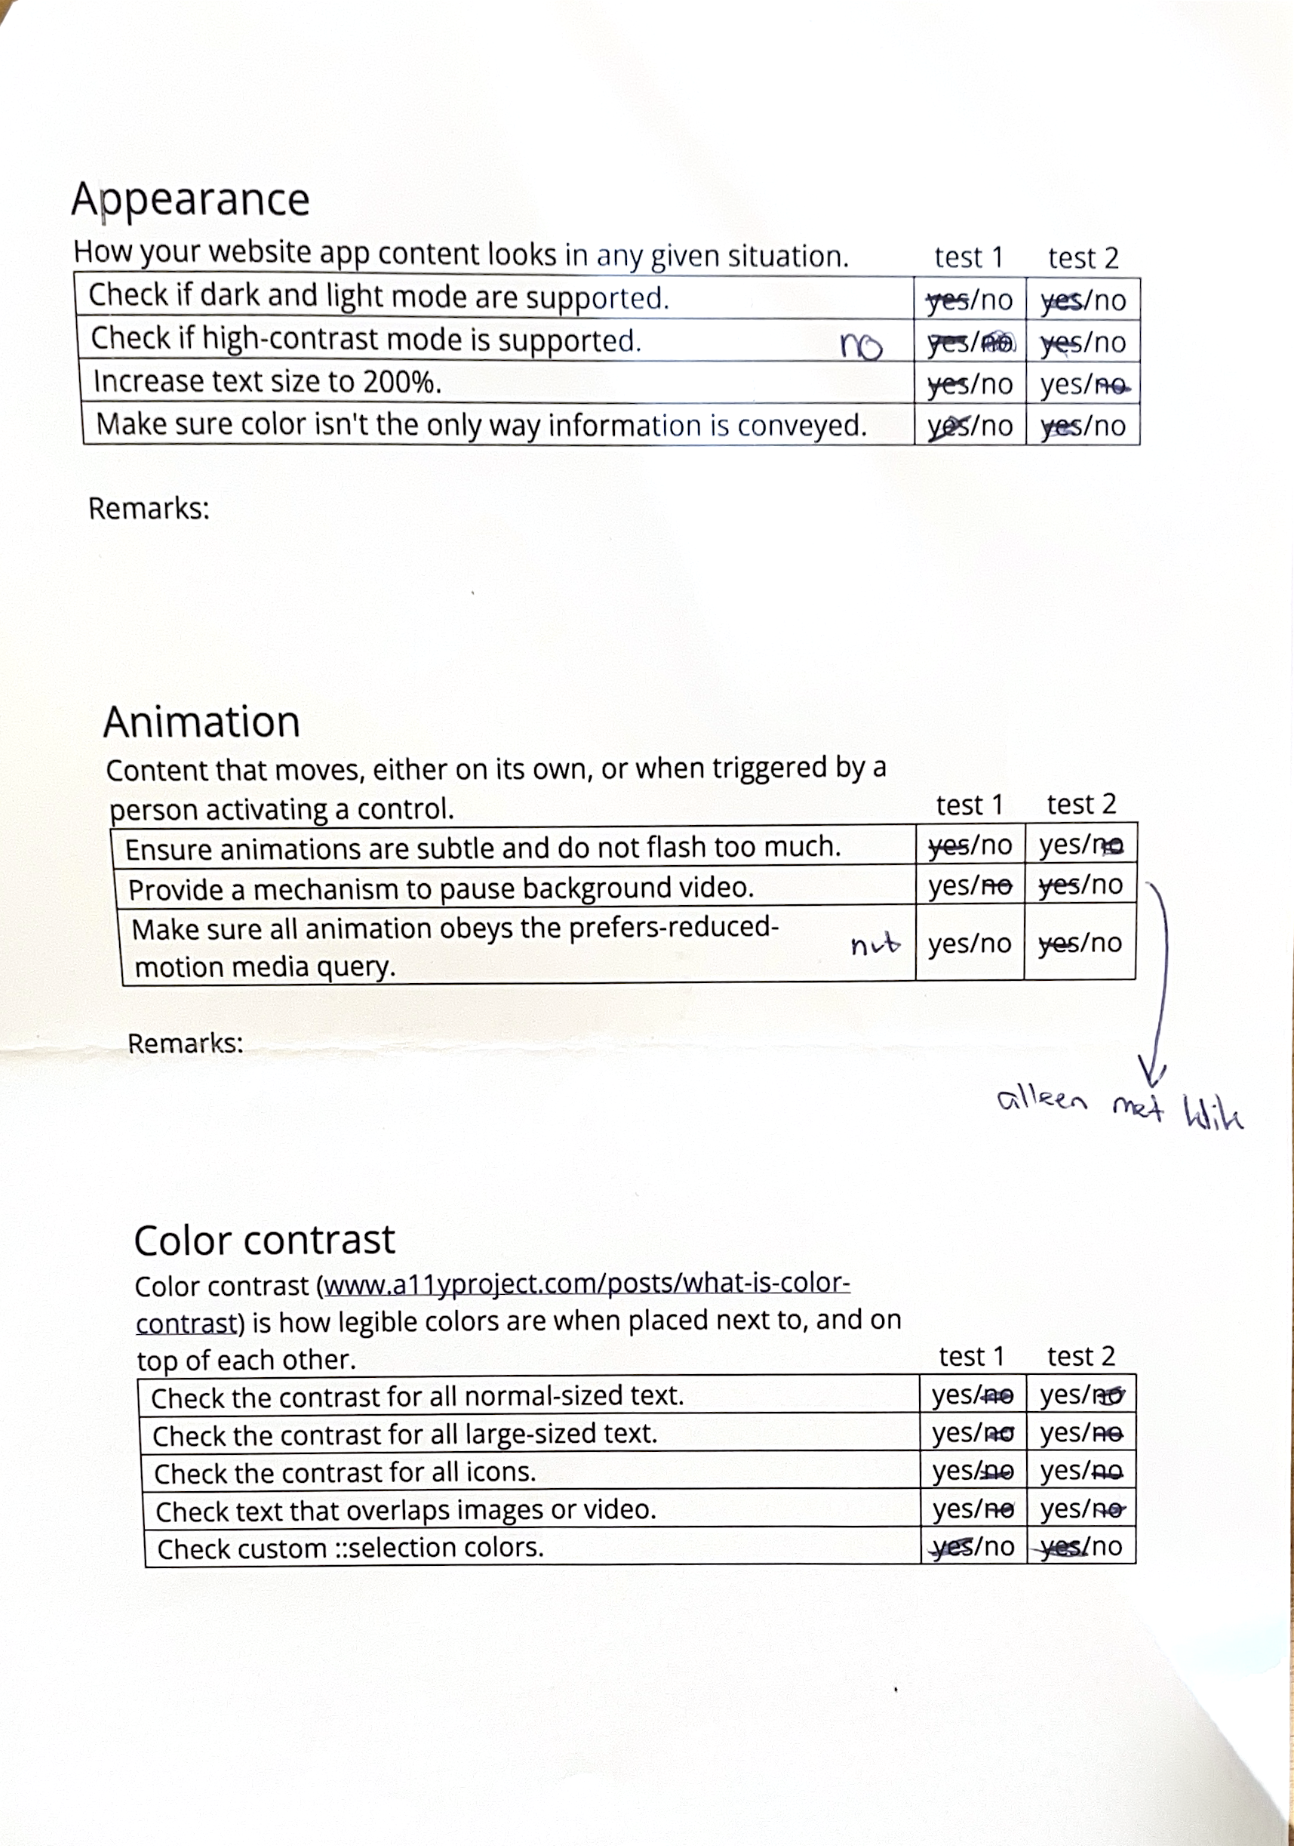 Appearance
How your website app content looks in any given situation. test 1 test 2
Check if dark and light mode are supported. yes/no yes/no
Check if high-contrast mode is supported. no yes/no yes/no
Increase text size to 200%. yes/no yes/no
Make sure color isn't the only way information is conveyed. yes/no yes/no
Remarks:
Animation
Content that moves, either on its own, or when triggered by a
person activating a control. test 1 test 2
Ensure animations are subtle and do not flash too much. yes/no yes/no
Provide a mechanism to pause background video. yes/no yes/no
Make sure all animation obeys the prefers-reduced-
motion media query. yes/no yes/no
Remarks:
alleen met klik
Color contrast
Color contrast (www.a11yproject.com/posts/what-is-color-
contrast) is how legible colors are when placed next to, and on
top of each other. test 1 test 2
Check the contrast for all normal-sized text. yes/no yes/no
Check the contrast for all large-sized text. yes/no yes/no
Check the contrast for all icons. yes/no yes/no
Check text that overlaps images or video. yes/no yes/no
Check custom ::selection colors. yes/no yes/no